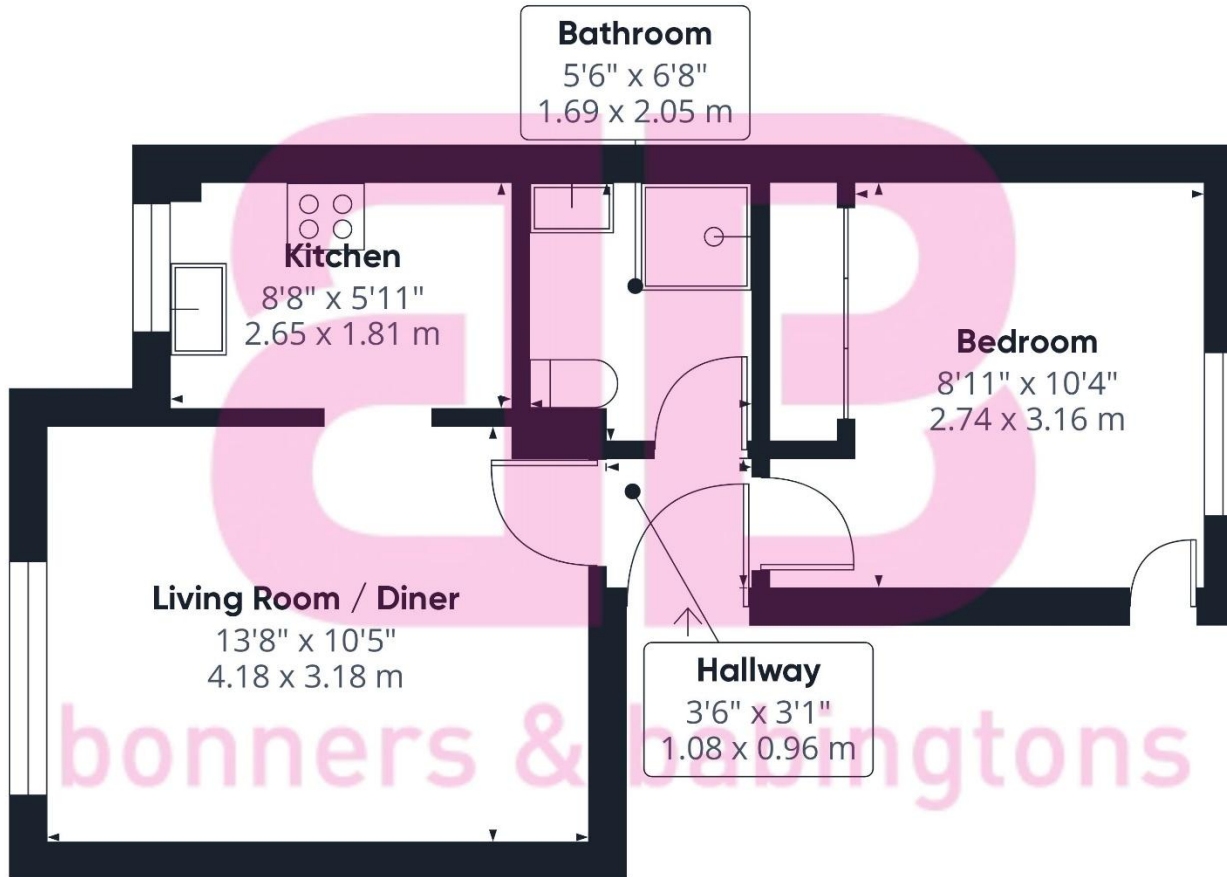 Bathroom
5'6" x 6'8"
1.69 x 2.05 m
Kitchen
8'8" x 5'11"
2.65 x 1.81 m
Bedroom
8'11" x 10'4"
2.74 x 3.16 m
Living Room / Diner
13'8" x 10'5"
4.18 x 3.18 m
Hallway
3'6" x 3'1"
1.08 x 0.96 m
bonners & babingtons